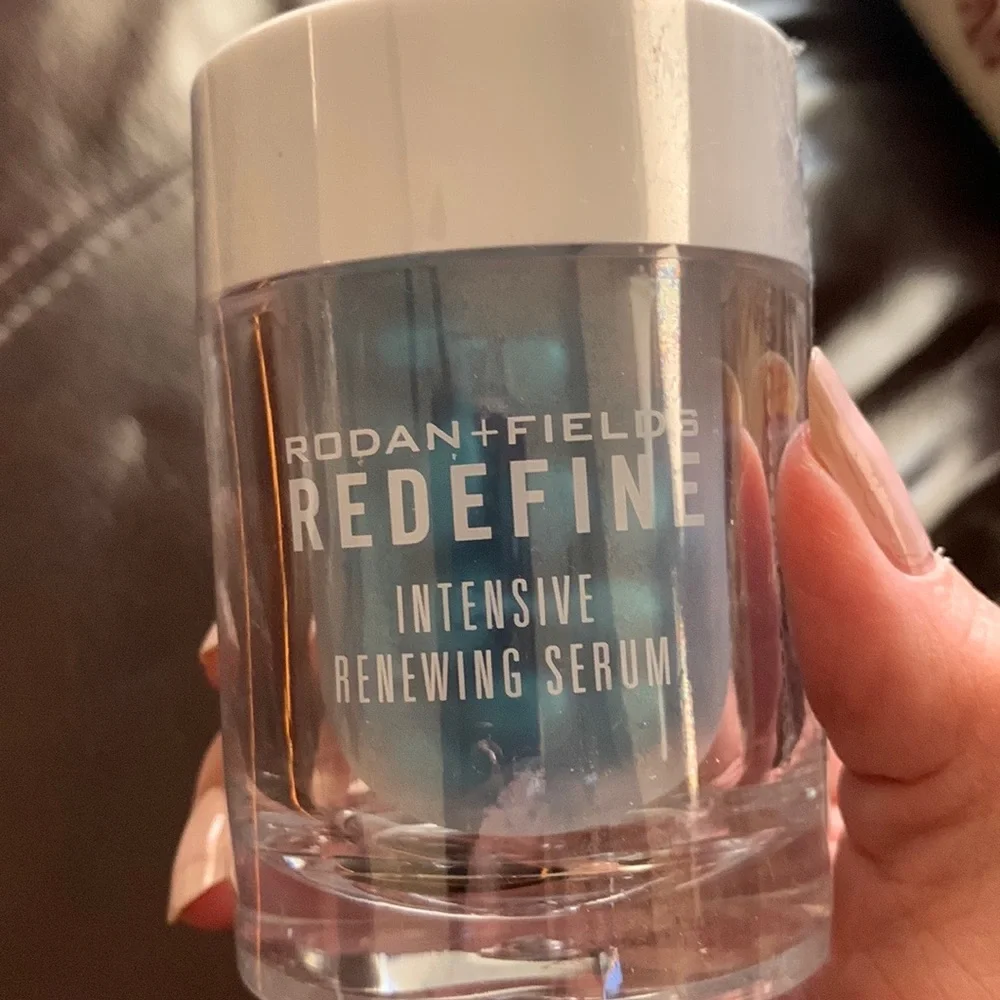 RODAN+FIELDS
REDEFINE
INTENSIVE
RENEWING SERUM